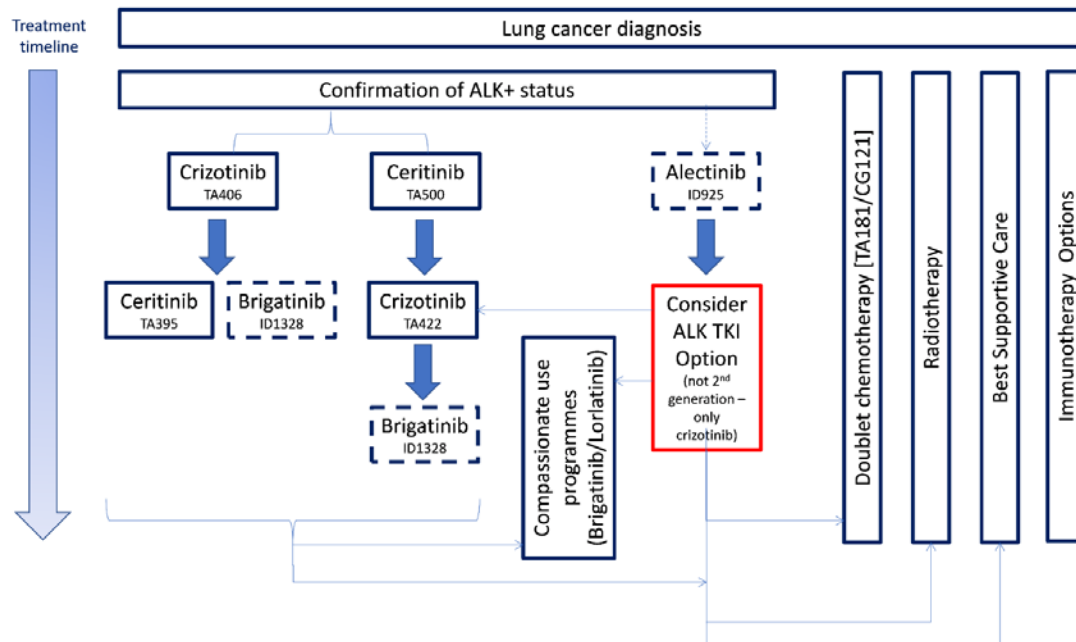 Treatment
timeline
Lung cancer diagnosis
Confirmation of ALK+ status
Crizotinib
TA406
Ceritinib
TA500
Alectinib
ID925
Ceritinib
TA395
Brigatinib
ID1328
Crizotinib
TA422
Consider
ALK TKI
Option
(not 2nd
generation –
only
crizotinib)
Brigatinib
ID1328
Compassionate use
programmes
(Brigatinib/Lorlatinib)
Doublet chemotherapy [TA181/CG121]
Radiotherapy
Best Supportive Care
Immunotherapy Options